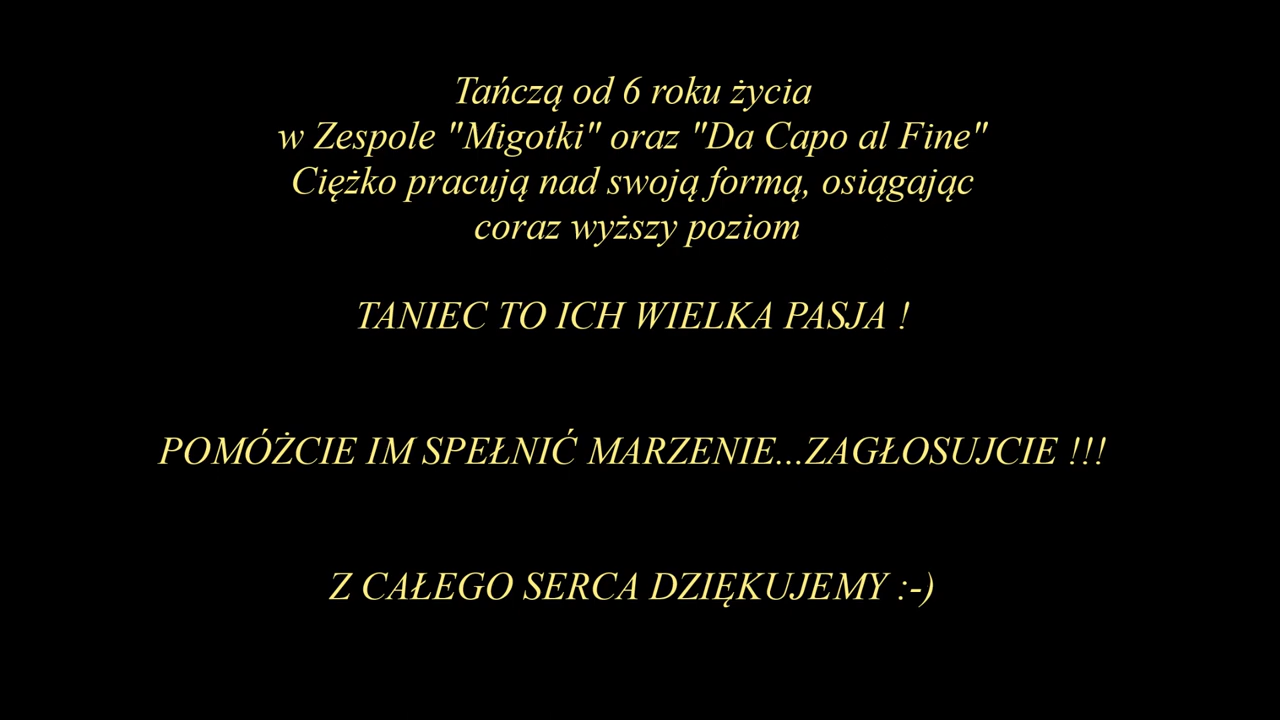 Tańczą od 6 roku życia
w Zespole "Migotki" oraz "Da Capo al Fine"
Ciężko pracują nad swoją formą, osiągając
coraz wyższy poziom
TANIEC TO ICH WIELKA PASJA !
POMÓŻCIE IM SPEŁNIĆ MARZENIE...ZAGŁOSUJCIE !!!
Z CAŁEGO SERCA DZIĘKUJEMY :-)